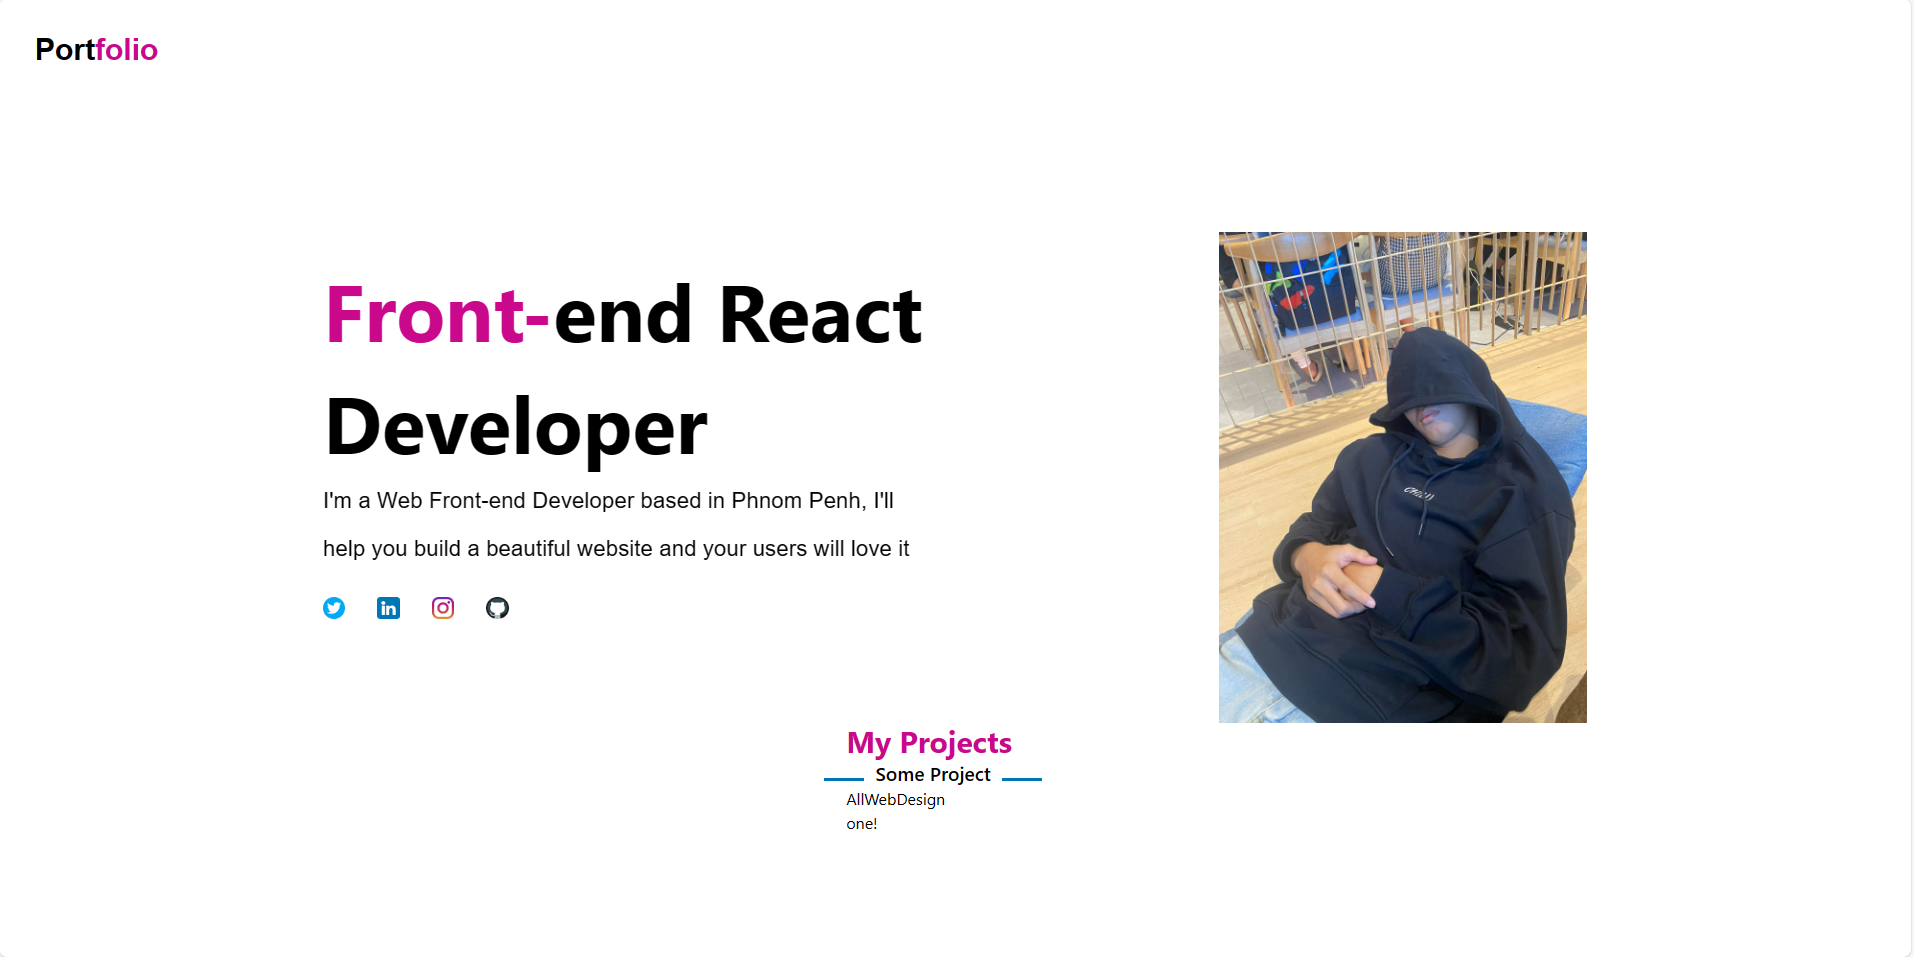 Portfolio
Front-end React
Developer
I'm a Web Front-end Developer based in Phnom Penh, I'll
help you build a beautiful website and your users will love it
My Projects
Some Project
AllWebDesign
one!